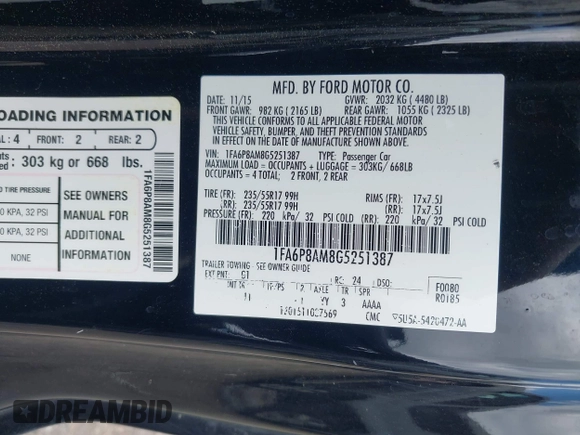 LOADING INFORMATION
4 FRONT: 2 REAR: 2
303 kg or 668 lbs.
TIRE
KPA, 32 PSI
KPA, 32 PSI
NONE
SEE OWNERS
MANUAL FOR
ADDITIONAL
INFORMATION
1FA6P8AM8G5251387
MFD. BY FORD MOTOR CO.
DATE: 11/15 GVWR: 2032 KG ( 4480 LB)
FRONT GAWR: 982 KG ( 2165 LB) REAR GAWR: 1055 KG ( 2325 LB)
THIS VEHICLE CONFORMS TO ALL APPLICABLE FEDERAL MOTOR
VEHICLE SAFETY, BUMPER, AND THEFT PREVENTION STANDARDS
IN EFFECT ON THE DATE OF MANUFACTURE SHOWN ABOVE.
VIN: 1FA6P8AM8G5251387 TYPE: Passenger Car
MAXIMUM LOAD = OCCUPANTS + LUGGAGE = 303KG/ 668LB
OCCUPANTS = 4 TOTAL: 2 FRONT, 2 REAR
TIRE (FR): 235/55R17 99H RIMS (FR): 17x7.5J
(RR): 235/55R17 99H (RR): 17x7.5J
PRESSURE (FR): 220 kPa/ 32 PSI COLD (RR): 220 kPa/ 32 PSI COLD
1FA6P8AM8G5251387
TRAILER TOWING - SEE OWNER GUIDE
EXT PNT: G1 RC: 24 DSO: F0080
R0185
AXLE TR SPR
3 AAAA
CMC
DREAMBID